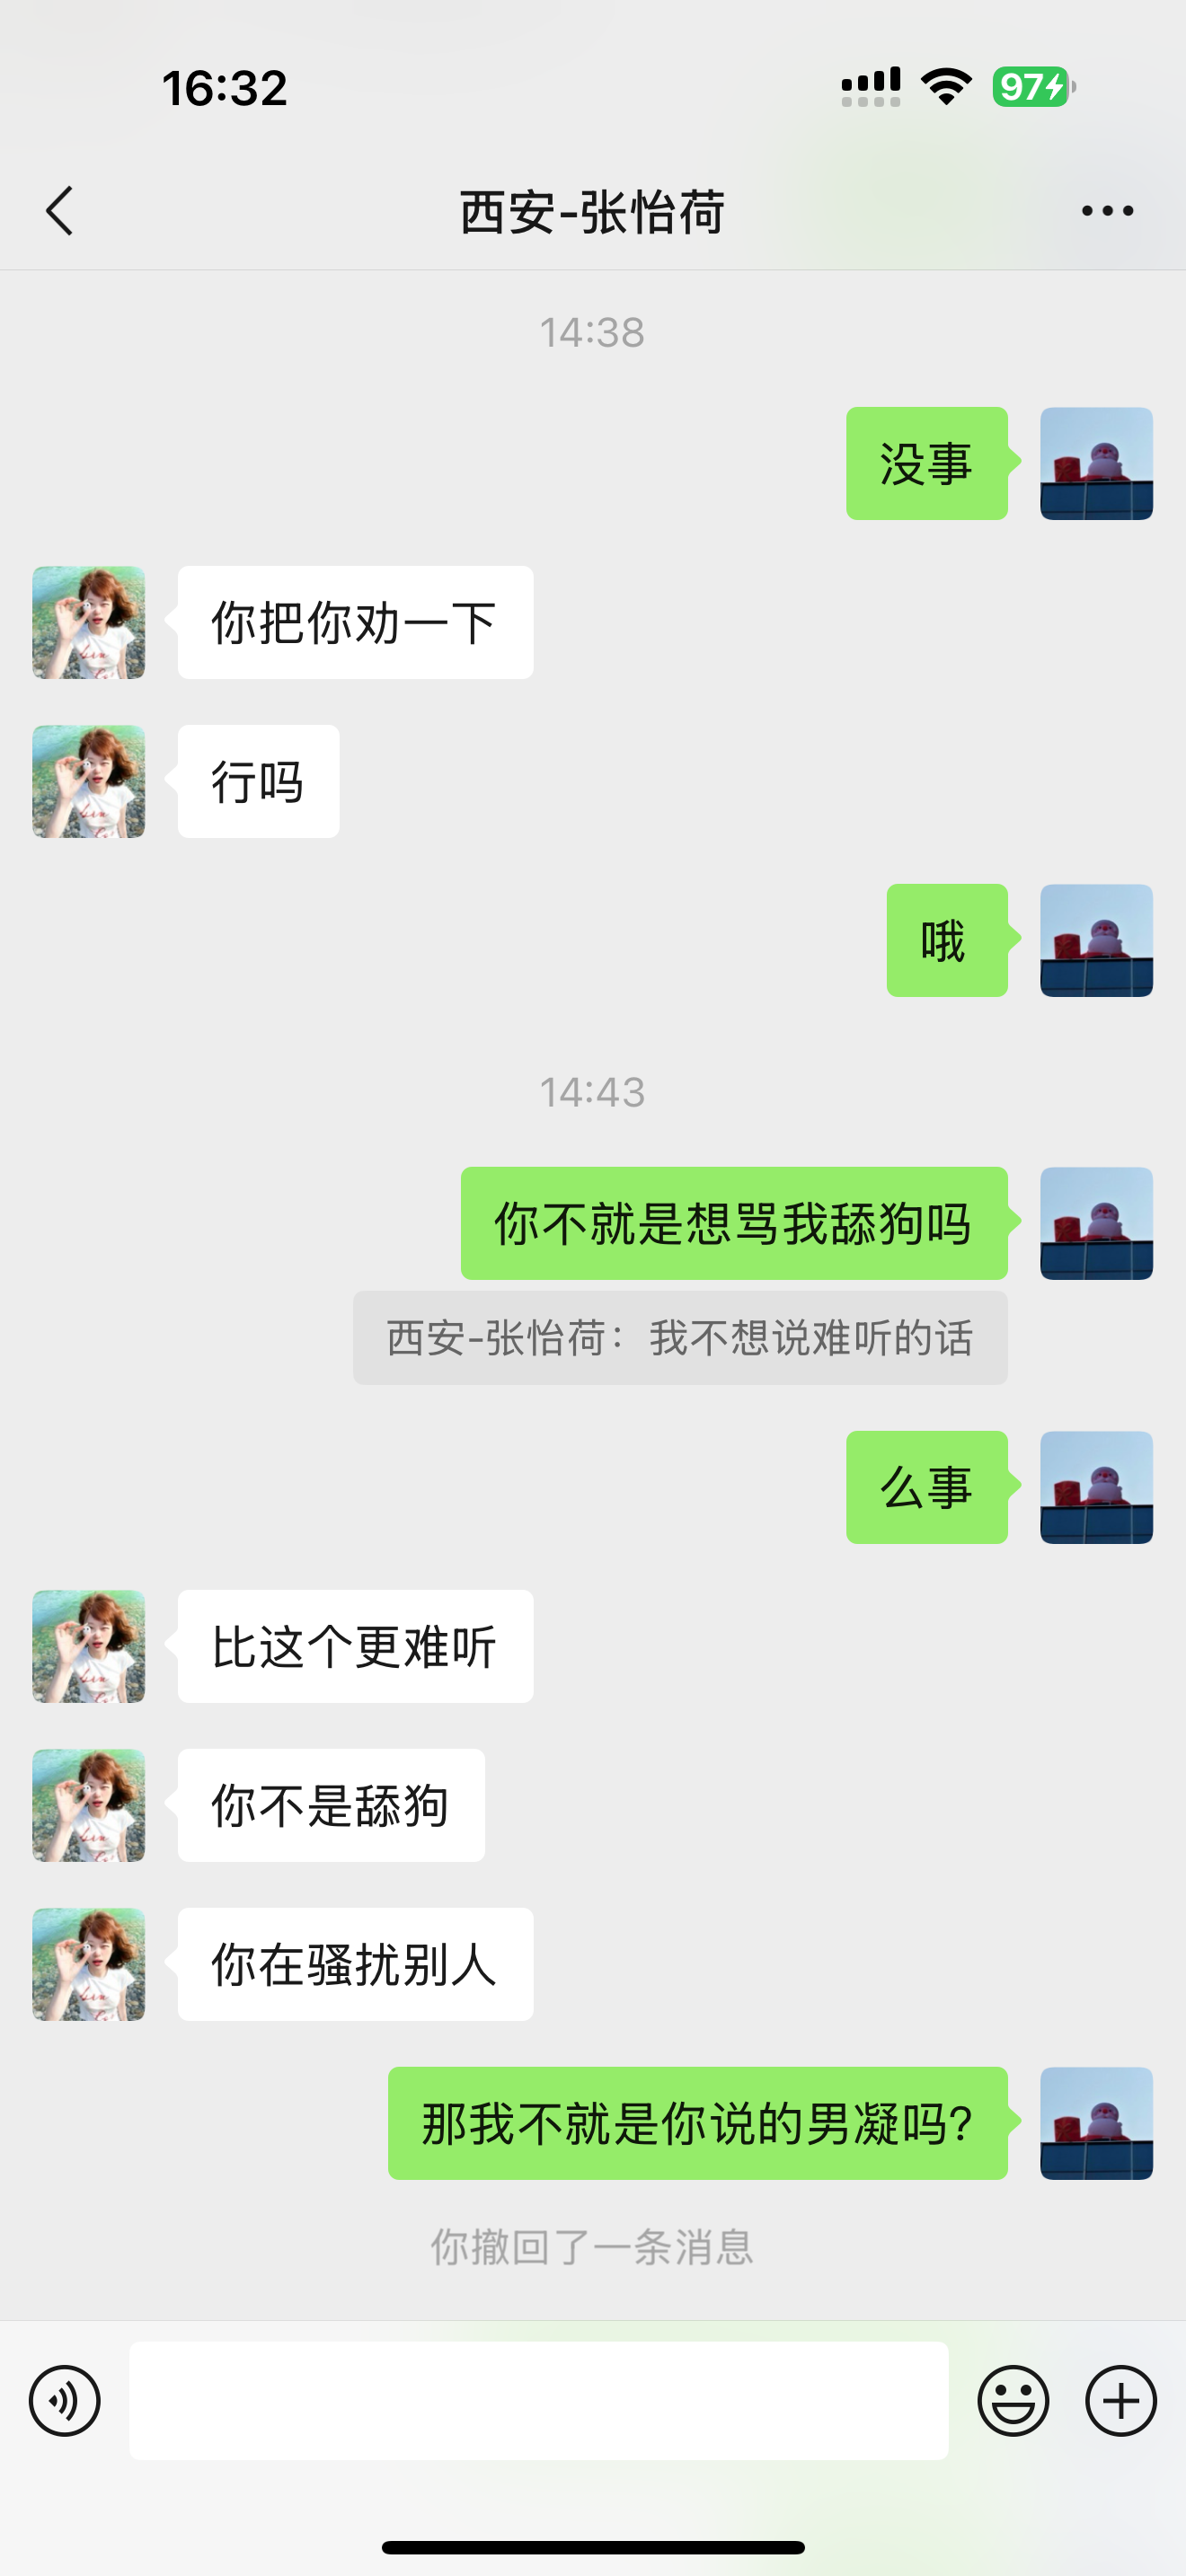 16:32
97
西安-张怡荷
14:38
没事
你把你劝一下
行吗
哦
14:43
你不就是想骂我舔狗吗
西安-张怡荷：我不想说难听的话
么事
比这个更难听
你不是舔狗
你在骚扰别人
那我不就是你说的男凝吗?
你撤回了一条消息